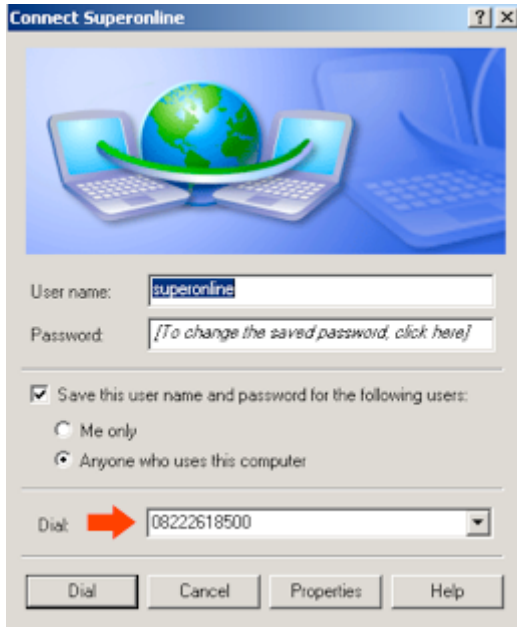 Connect Superonline
User name: superonline
Password: [To change the saved password, click here]
Save this user name and password for the following users:
Me only
Anyone who uses this computer
Dial: 08222618500
Dial Cancel Properties Help